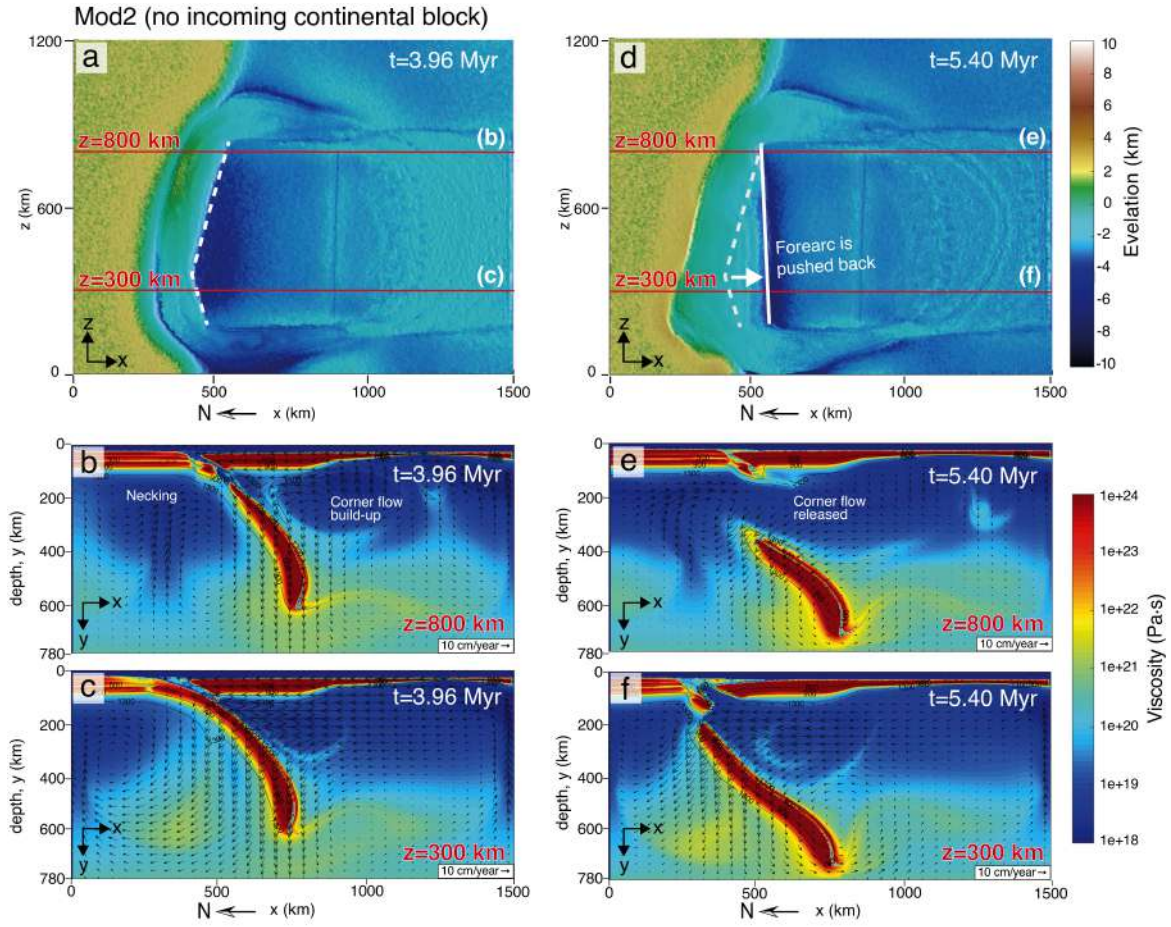 Mod2 (no incoming continental block)
a
t=3.96 Myr
z=800 km
(b)
z=300 km
(c)
z
x
1200
600
0
z (km)
0
500
1000
1500
N
x (km)
d
t=5.40 Myr
z=800 km
(e)
Forearc is
pushed back
z=300 km
(f)
z
x
1200
600
0
z (km)
0
500
1000
1500
N
x (km)
10
8
6
4
2
0
-2
-4
-6
-8
-10
Evelation (km)
b
t=3.96 Myr
Necking
Corner flow
build-up
x
y
z=800 km
10 cm/year→
0
200
400
600
780
depth, y (km)
e
t=5.40 Myr
Corner flow
released
x
y
z=800 km
10 cm/year→
0
200
400
600
780
depth, y (km)
c
t=3.96 Myr
x
y
z=300 km
10 cm/year→
0
200
400
600
780
depth, y (km)
0
500
1000
1500
N
x (km)
f
t=5.40 Myr
x
y
z=300 km
10 cm/year→
0
200
400
600
780
depth, y (km)
0
500
1000
1500
N
x (km)
1e+24
1e+23
1e+22
1e+21
1e+20
1e+19
1e+18
Viscosity (Pa·s)